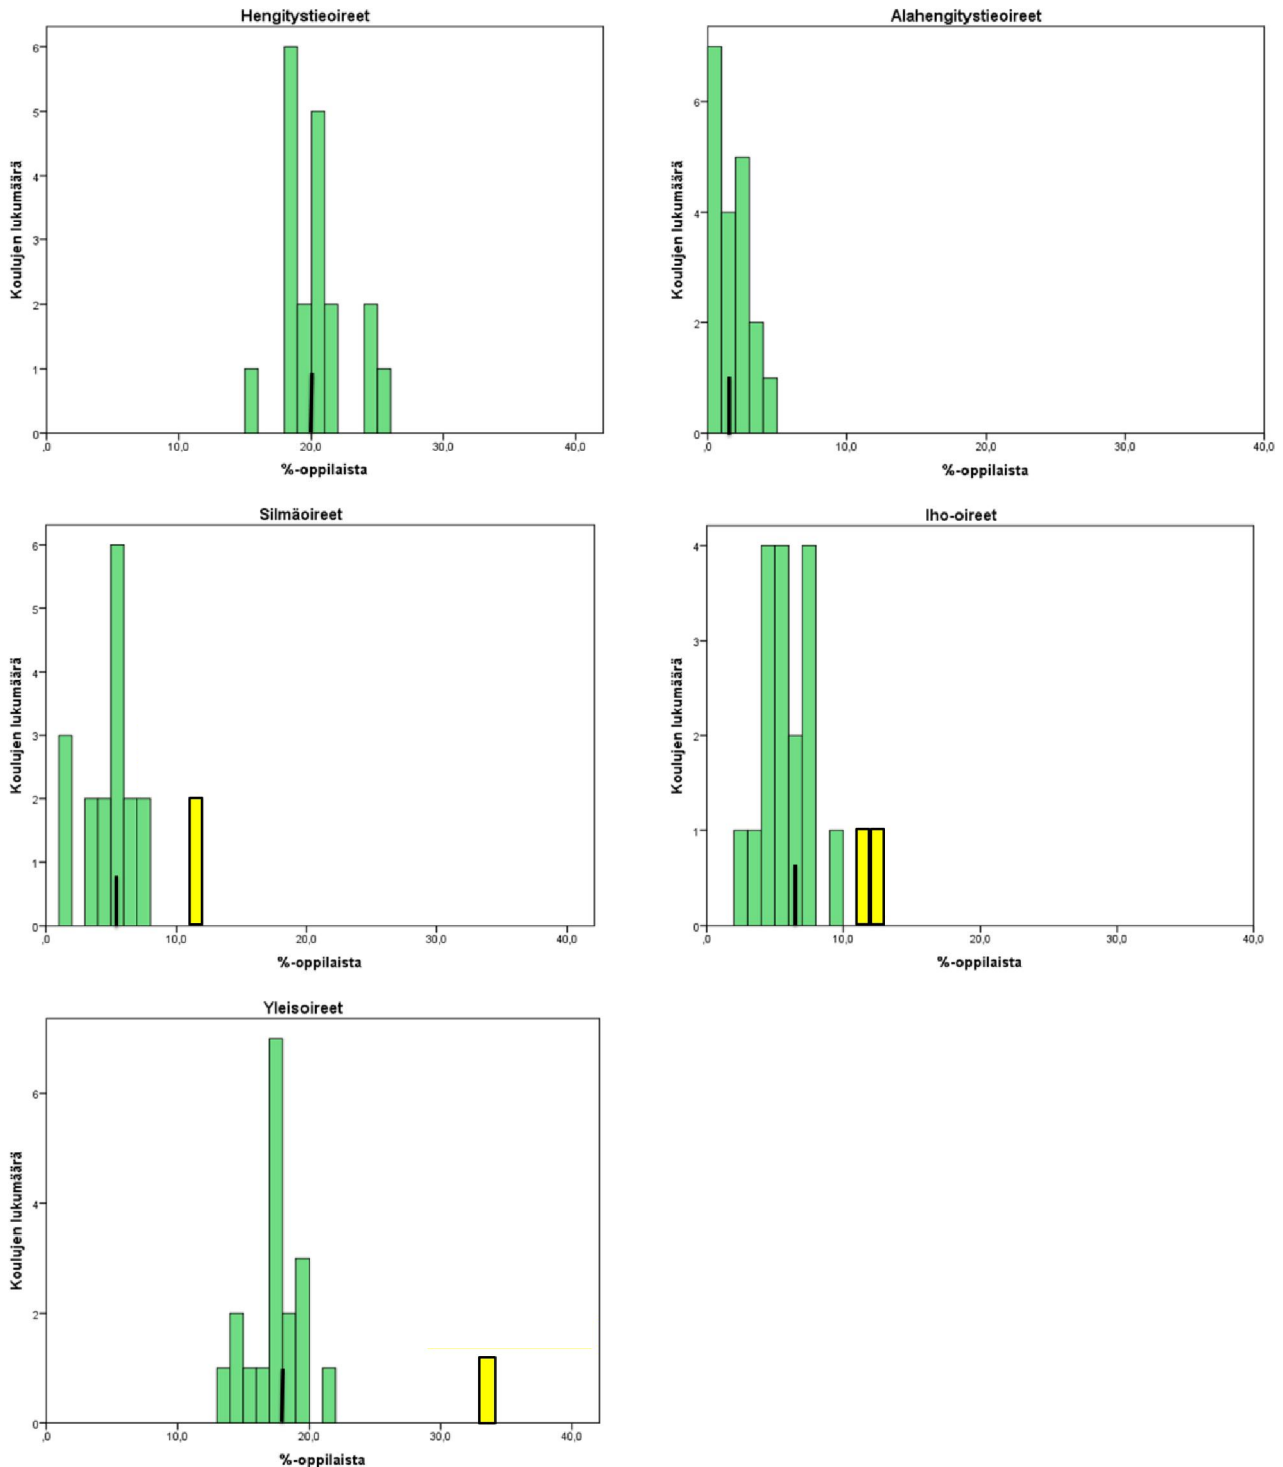 Hengitystieoireet
Koulujen lukumäärä
6
5
4
3
2
1
0
,0 10,0 20,0 30,0 40,0
%-oppilaista
Alahengitystieoireet
Koulujen lukumäärä
6
4
2
0
,0 10,0 20,0 30,0 40,0
%-oppilaista
Silmäoireet
Koulujen lukumäärä
6
5
4
3
2
1
0
,0 10,0 20,0 30,0 40,0
%-oppilaista
Iho-oireet
Koulujen lukumäärä
4
3
2
1
0
,0 10,0 20,0 30,0 40,0
%-oppilaista
Yleisoireet
Koulujen lukumäärä
6
4
2
0
,0 10,0 20,0 30,0 40,0
%-oppilaista